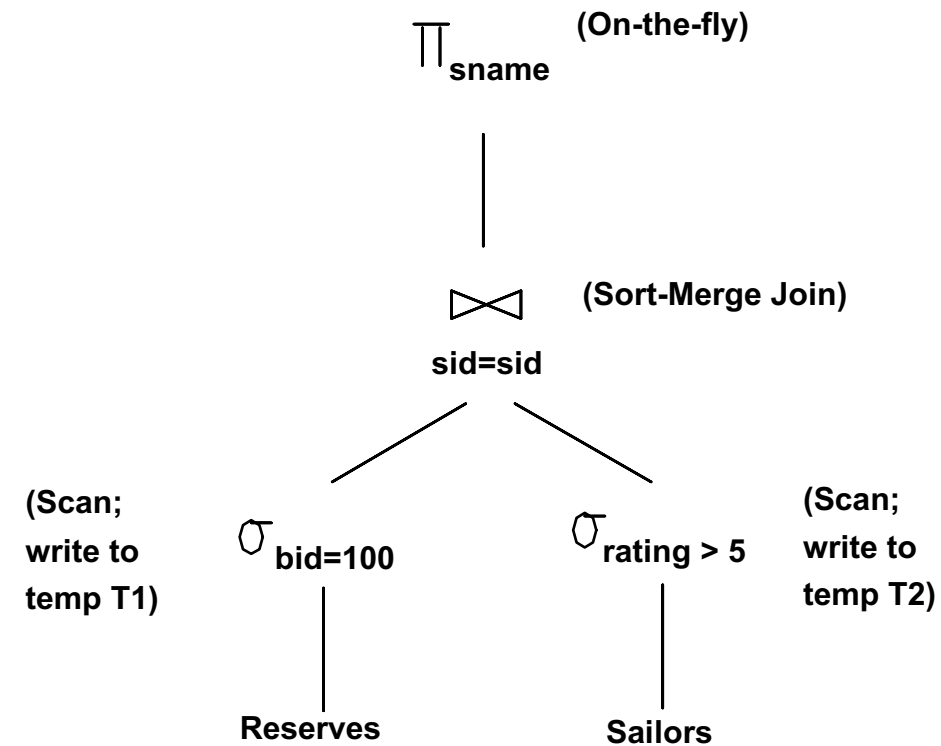 (On-the-fly)
∏ sname
(Sort-Merge Join)
⋈
sid=sid
(Scan;
write to
temp T1)
σ bid=100
σ rating > 5
(Scan;
write to
temp T2)
Reserves
Sailors